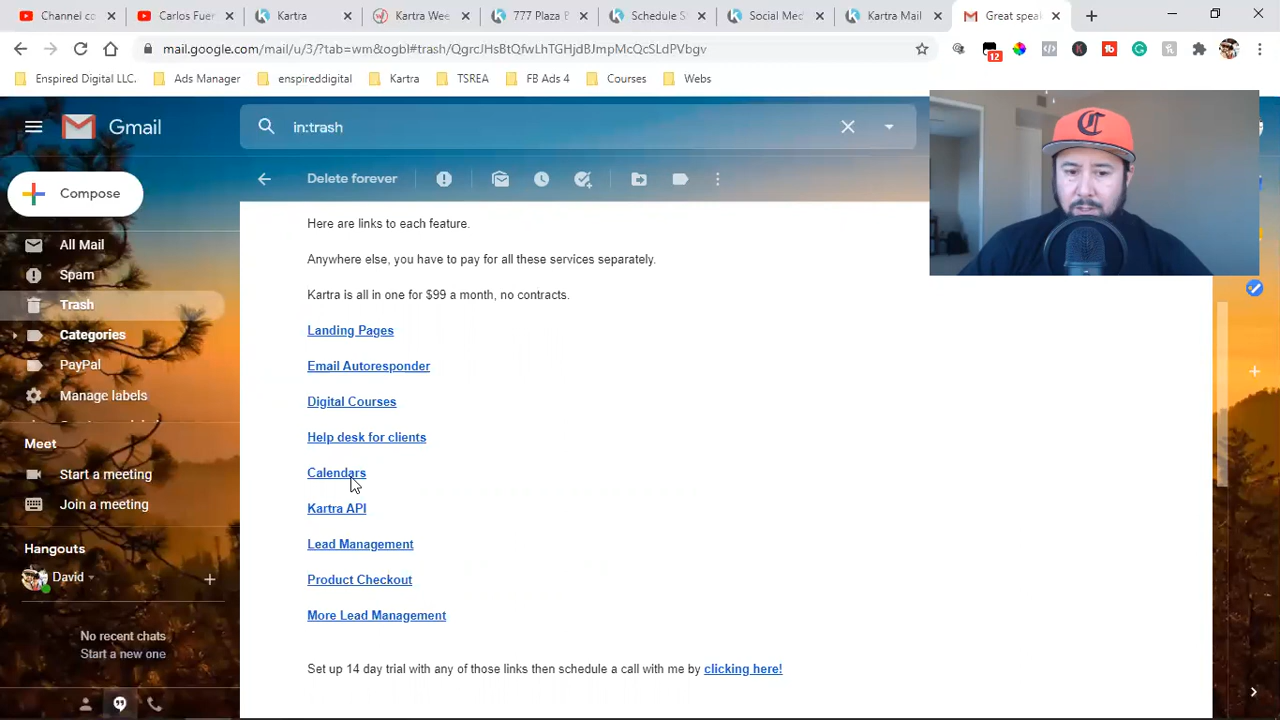 Control co
Carlos Fuer
Kartra
Kartra Wee
777 Plaza B
Schedule S
Social Med
Kartra Mail
Great speak
mail.google.com/mail/u/3/?tab=wm&ogbl#trash/QgrcJHsBtQfwLhTGHjdBJmpMcQcSLdPVbgv
12
Enspired Digital LLC.
Ads Manager
enspireddigital
Kartra
TSREA
FB Ads 4
Courses
Webs
Gmail
in:trash
Compose
Delete forever
All Mail
Spam
Trash
Categories
PayPal
Manage labels
Meet
Start a meeting
Join a meeting
Hangouts
David
No recent chats
Start a new one
Here are links to each feature.
Anywhere else, you have to pay for all these services separately.
Kartra is all in one for $99 a month, no contracts.
Landing Pages
Email Autoresponder
Digital Courses
Help desk for clients
Calendars
Kartra API
Lead Management
Product Checkout
More Lead Management
Set up 14 day trial with any of those links then schedule a call with me by clicking here!
C